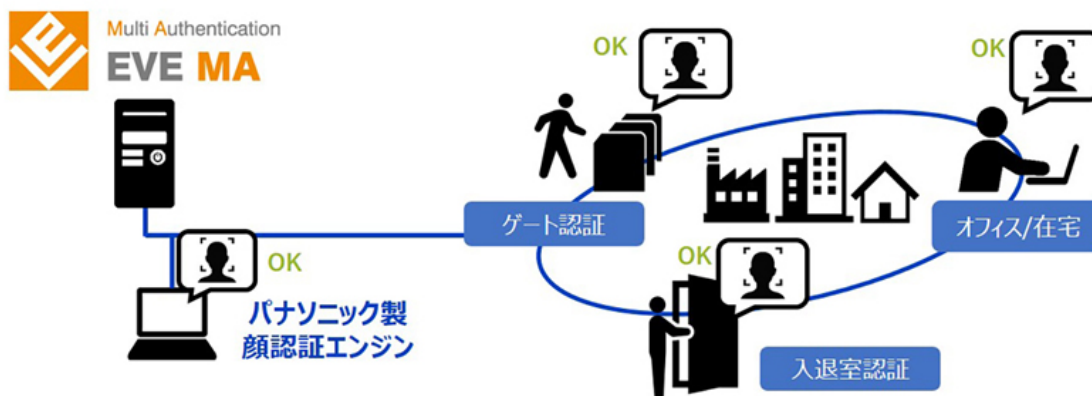 Multi Authentication
EVE MA
OK
OK
ゲート認証
オフィス/在宅
OK
OK
パナソニック製
顔認証エンジン
入退室認証